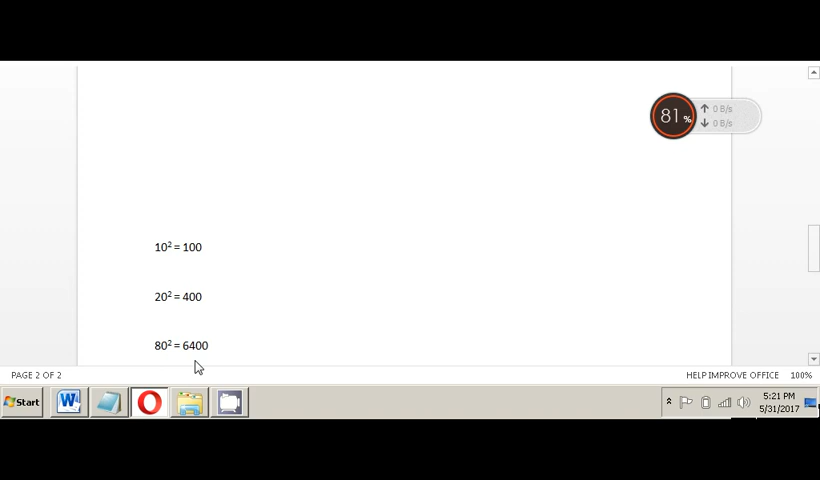 81 %
0 B/s
0 B/s
10² = 100
20² = 400
80² = 6400
PAGE 2 OF 2
HELP IMPROVE OFFICE 100%
Start
5:21 PM
5/31/2017